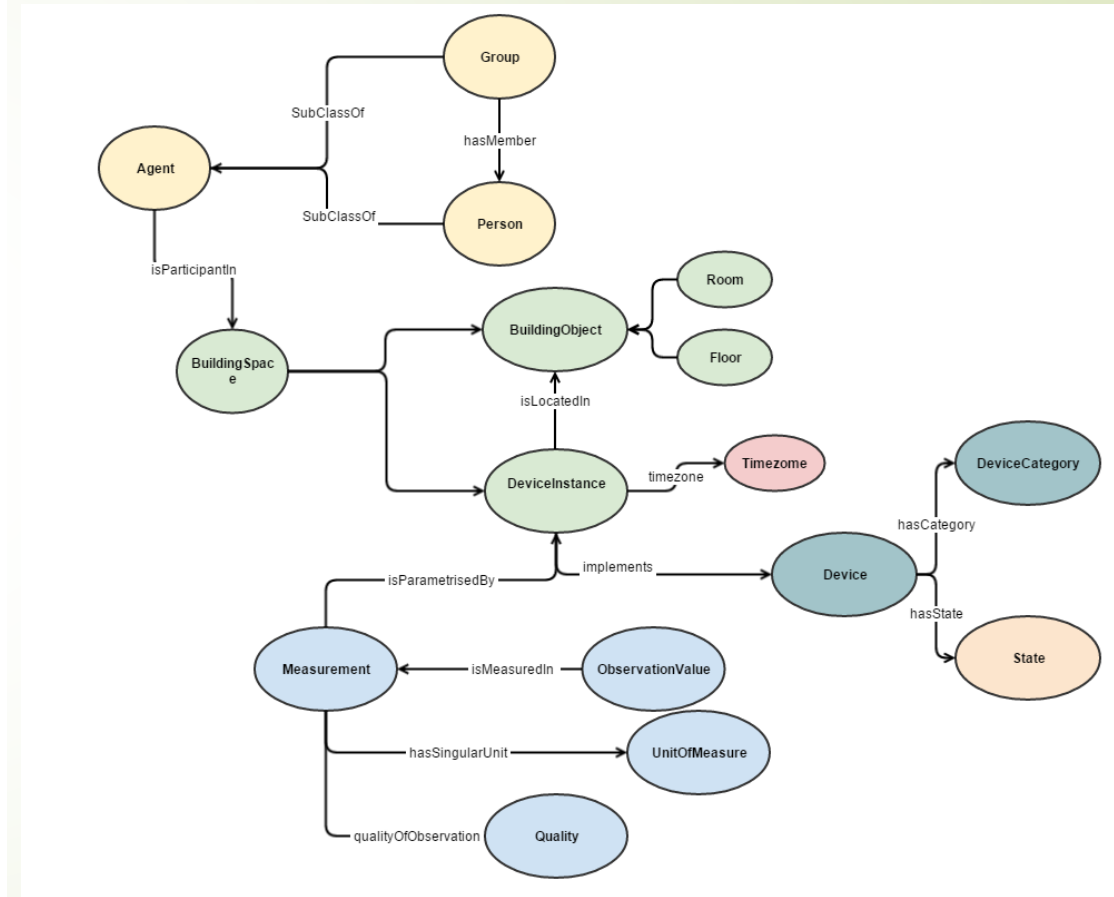 Group
SubClassOf
hasMember
Agent
SubClassOf
Person
isParticipantIn
Room
BuildingObject
Floor
BuildingSpac
e
isLocatedIn
DeviceInstance
timezone
Timezome
DeviceCategory
hasCategory
implements
isParametrisedBy
Device
hasState
Measurement
isMeasuredIn
ObservationValue
State
hasSingularUnit
UnitOfMeasure
qualityOfObservation
Quality